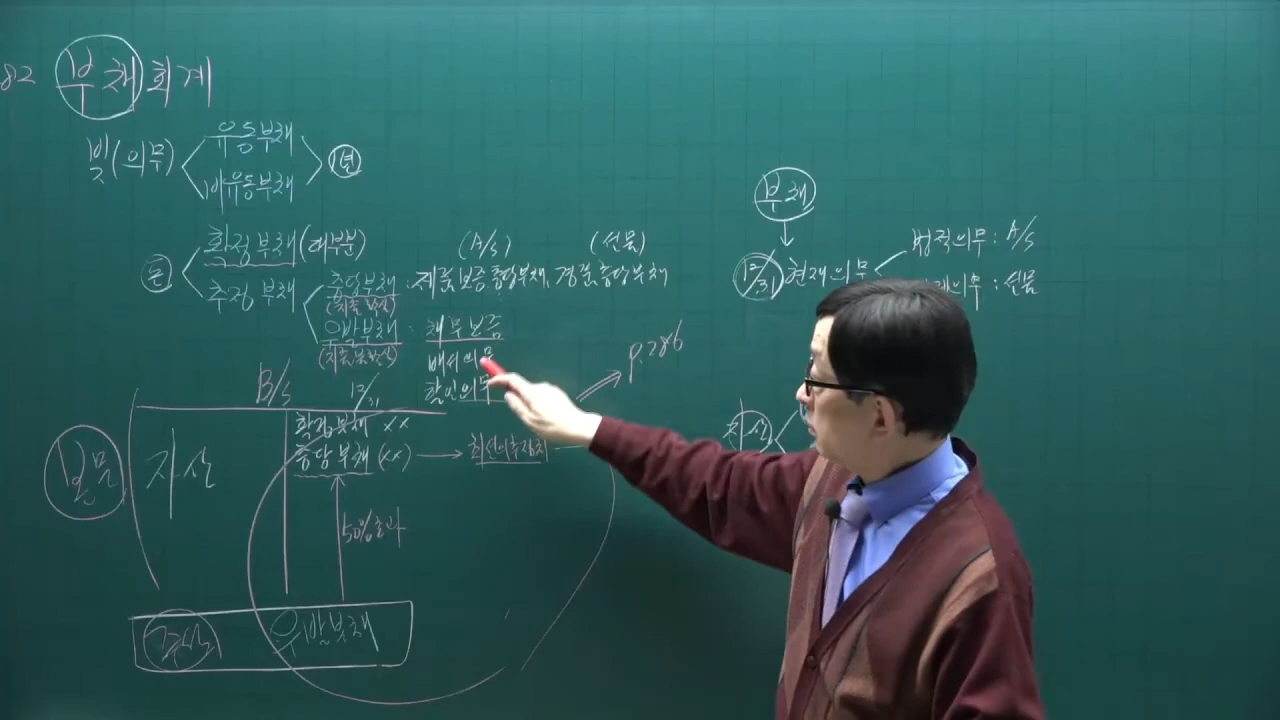 82 부채회계
빚(의무) 유동부채
비유동부채 1년
돈 확정부채(대부분)
추정부채
(A/S) (선물)
충당부채 : 제품보증충당부채, 경품충당부채
(지출 확실)
우발부채 : 채무보증
(지출 불확실) 배서의무
할인의무
B/S 12/31
본문 자산
확정부채 xx
충당부채 (xx) → 최선의추정치
p.286
50%초과
주석 우발부채
부채
12/31 현재의무
법적의무 : A/S
의무 : 선물
자산